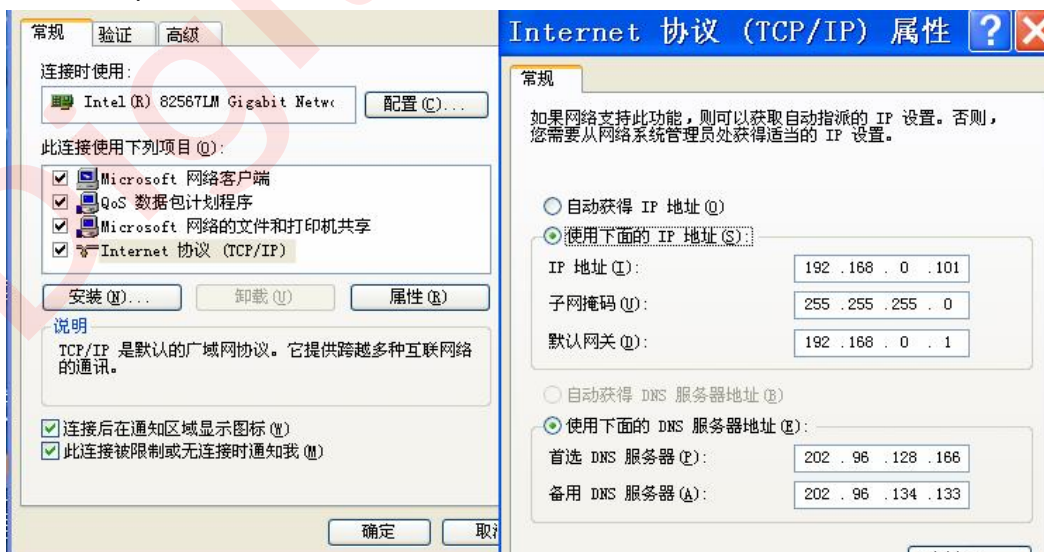 常规 验证 高级
连接时使用:
Intel(R) 82567LM Gigabit Netw
配置(C)...
此连接使用下列项目(O):
Microsoft 网络客户端
QoS 数据包计划程序
Microsoft 网络的文件和打印机共享
Internet 协议 (TCP/IP)
安装(N)... 卸载(U) 属性(R)
说明
TCP/IP 是默认的广域网协议。它提供跨越多种互联网络
的通讯。
连接后在通知区域显示图标(W)
此连接被限制或无连接时通知我(M)
确定 取
Internet 协议 (TCP/IP) 属性
常规
如果网络支持此功能,则可以获取自动指派的 IP 设置。否则,
您需要从网络系统管理员处获得适当的 IP 设置。
自动获得 IP 地址(O)
使用下面的 IP 地址(S):
IP 地址(I): 192 .168 . 0 .101
子网掩码(U): 255 .255 .255 . 0
默认网关(D): 192 .168 . 0 . 1
自动获得 DNS 服务器地址(B)
使用下面的 DNS 服务器地址(E):
首选 DNS 服务器(P): 202 . 96 .128 .166
备用 DNS 服务器(A): 202 . 96 .134 .133